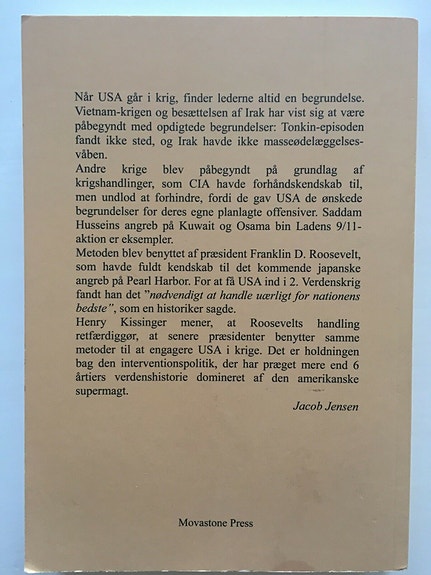 Når USA går i krig, finder lederne altid en begrundelse.
Vietnam-krigen og besættelsen af Irak har vist sig at være
påbegyndt med opdigtede begrundelser: Tonkin-episoden
fandt ikke sted, og Irak havde ikke masseødelæggelses-
våben.
Andre krige blev påbegyndt på grundlag af
krigshandlinger, som CIA havde forhåndskendskab til,
men undlod at forhindre, fordi de gav USA de ønskede
begrundelser for deres egne planlagte offensiver. Saddam
Husseins angreb på Kuwait og Osama bin Ladens 9/11-
aktion er eksempler.
Metoden blev benyttet af præsident Franklin D. Roosevelt,
som havde fuldt kendskab til det kommende japanske
angreb på Pearl Harbor. For at få USA ind i 2. Verdenskrig
fandt han det "nødvendigt at handle uærligt for nationens
bedste", som en historiker sagde.
Henry Kissinger mener, at Roosevelts handling
retfærdiggør, at senere præsidenter benytter samme
metoder til at engagere USA i krige. Det er holdningen
bag den interventionspolitik, der har præget mere end 6
årtiers verdenshistorie domineret af den amerikanske
supermagt.
Jacob Jensen
Movastone Press